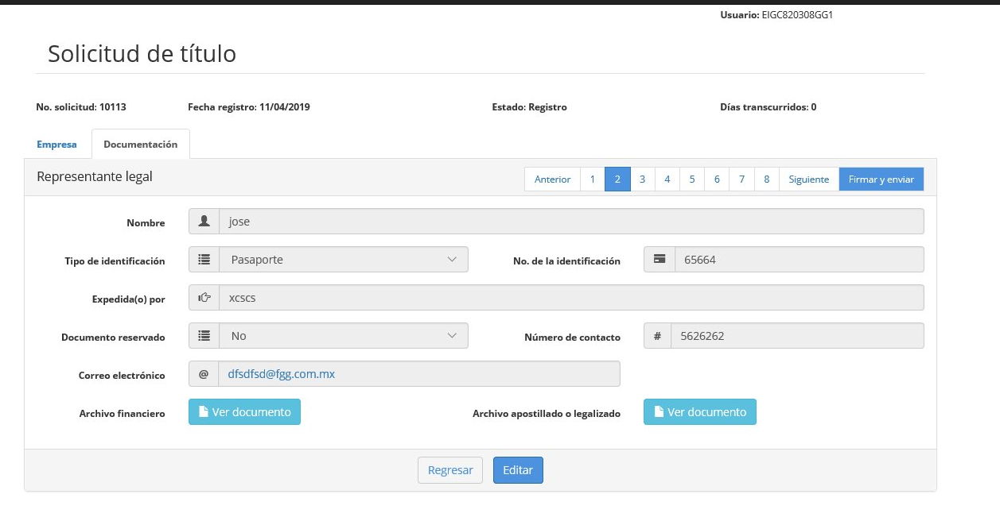 Usuario: EIGC820308GG1
Solicitud de título
No. solicitud: 10113 Fecha registro: 11/04/2019 Estado: Registro Días transcurridos: 0
Empresa Documentación
Representante legal Anterior 1 2 3 4 5 6 7 8 Siguiente Firmar y enviar
Nombre jose
Tipo de identificación Pasaporte No. de la identificación 65664
Expedida(o) por xcscs
Documento reservado No Número de contacto # 5626262
Correo electrónico @ dfsdfsd@fgg.com.mx
Archivo financiero Ver documento Archivo apostillado o legalizado Ver documento
Regresar Editar